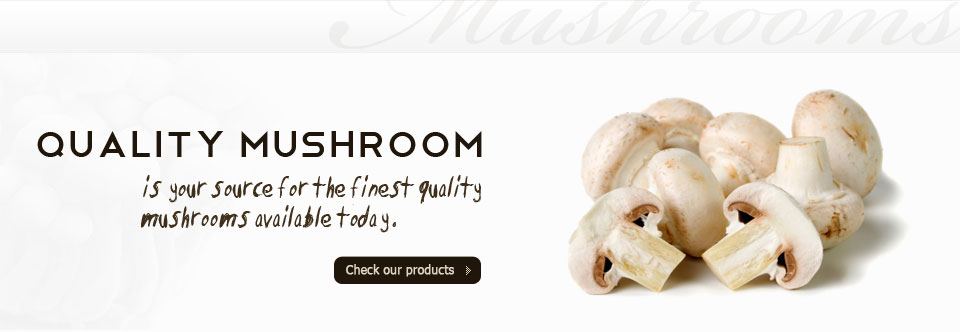 Mushrooms
QUALITY MUSHROOM
is your source for the finest quality
mushrooms available today.
Check our products